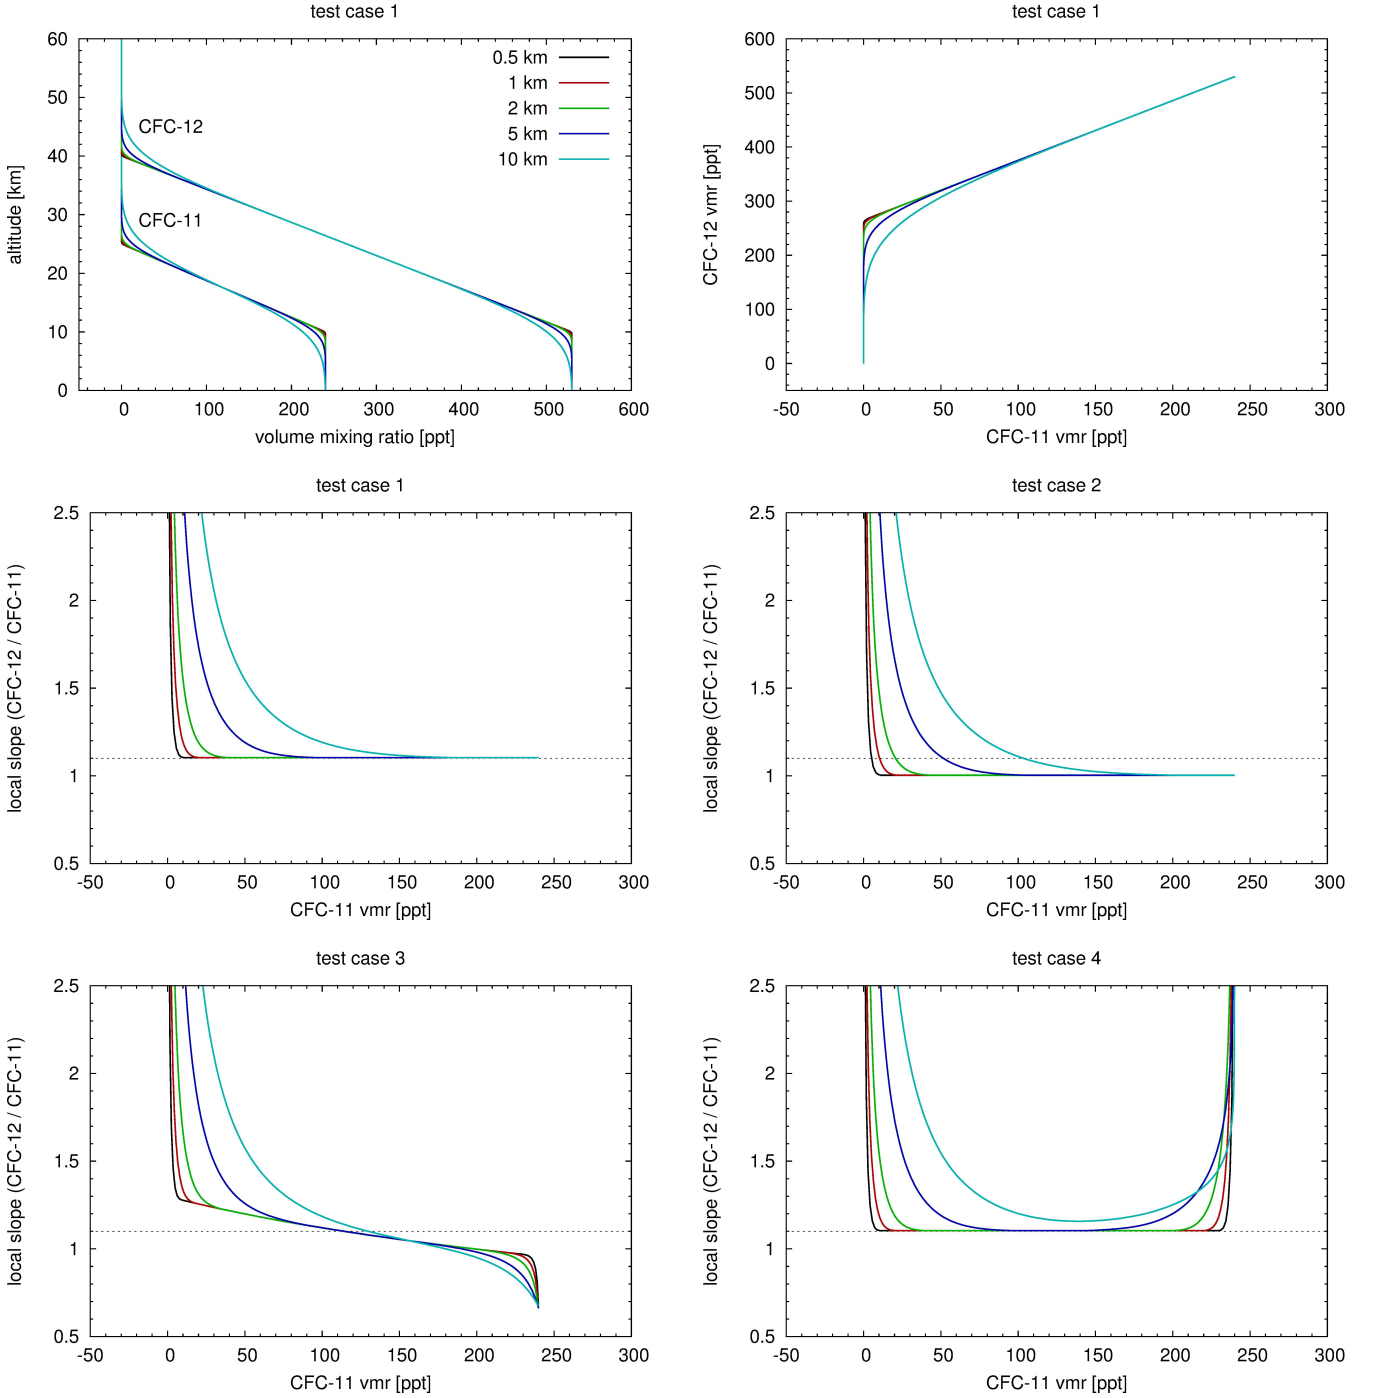 test case 1
60
50
40
30
20
10
0
altitude [km]
CFC-12
CFC-11
0.5 km
1 km
2 km
5 km
10 km
0 100 200 300 400 500 600
volume mixing ratio [ppt]
test case 1
600
500
400
300
200
100
0
CFC-12 vmr [ppt]
-50 0 50 100 150 200 250 300
CFC-11 vmr [ppt]
test case 1
2.5
2
1.5
1
0.5
local slope (CFC-12 / CFC-11)
-50 0 50 100 150 200 250 300
CFC-11 vmr [ppt]
test case 2
2.5
2
1.5
1
0.5
local slope (CFC-12 / CFC-11)
-50 0 50 100 150 200 250 300
CFC-11 vmr [ppt]
test case 3
2.5
2
1.5
1
0.5
local slope (CFC-12 / CFC-11)
-50 0 50 100 150 200 250 300
CFC-11 vmr [ppt]
test case 4
2.5
2
1.5
1
0.5
local slope (CFC-12 / CFC-11)
-50 0 50 100 150 200 250 300
CFC-11 vmr [ppt]